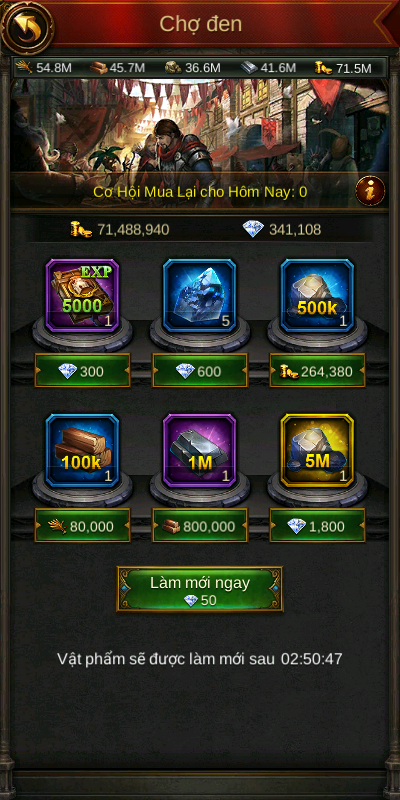 Chợ đen
54.8M 45.7M 36.6M 41.6M 71.5M
Cơ Hội Mua Lại cho Hôm Nay: 0
71,488,940 341,108
EXP
5000 500k
1 5 1
300 600 264,380
100k 1M 5M
1 1 1
80,000 800,000 1,800
Làm mới ngay
50
Vật phẩm sẽ được làm mới sau 02:50:47